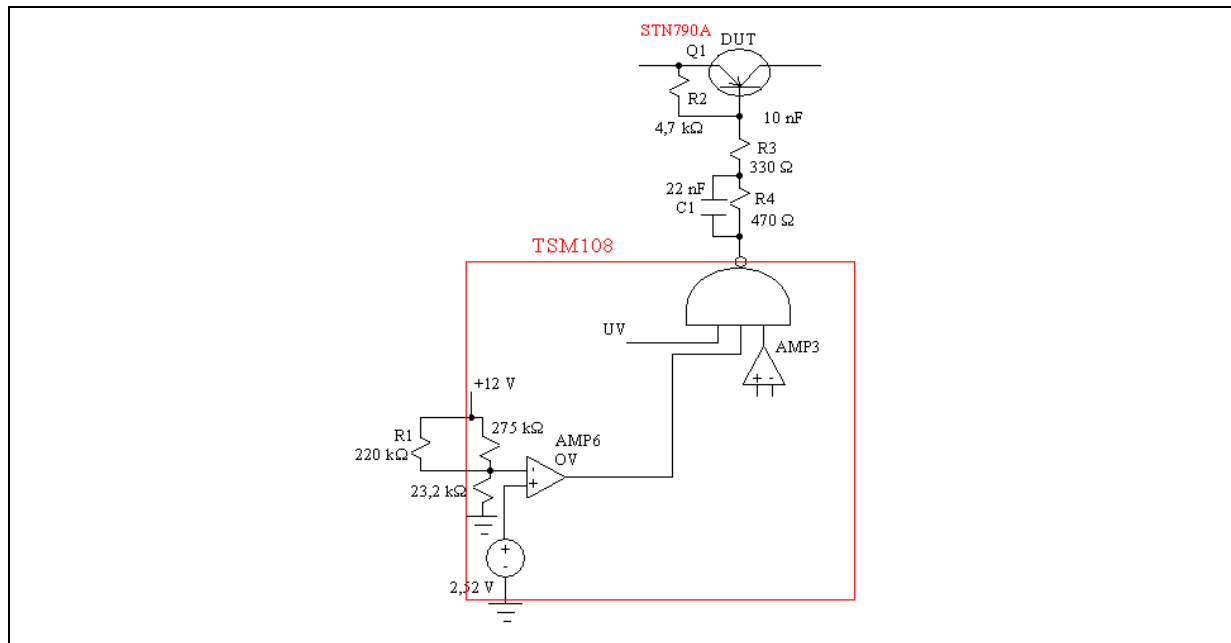 STN790A
DUT
Q1
R2
4,7 kΩ
10 nF
R3
330 Ω
22 nF
C1
R4
470 Ω
TSM108
UV
AMP3
+ -
+12 V
R1
220 kΩ
275 kΩ
AMP6
OV
-
+
23,2 kΩ
+
-
2,52 V